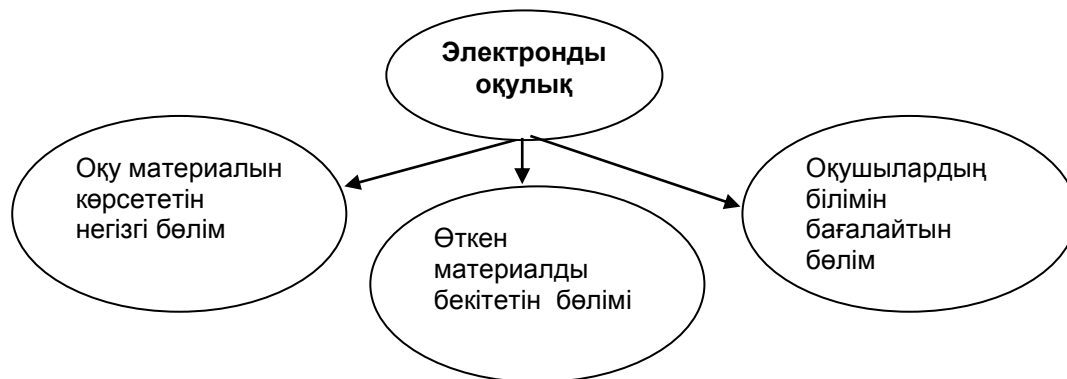 Электронды
оқулық
Оқу материалын
көрсететін
негізгі бөлім
Өткен
материалды
бекітетін бөлімі
Оқушылардың
білімін
бағалайтын
бөлім